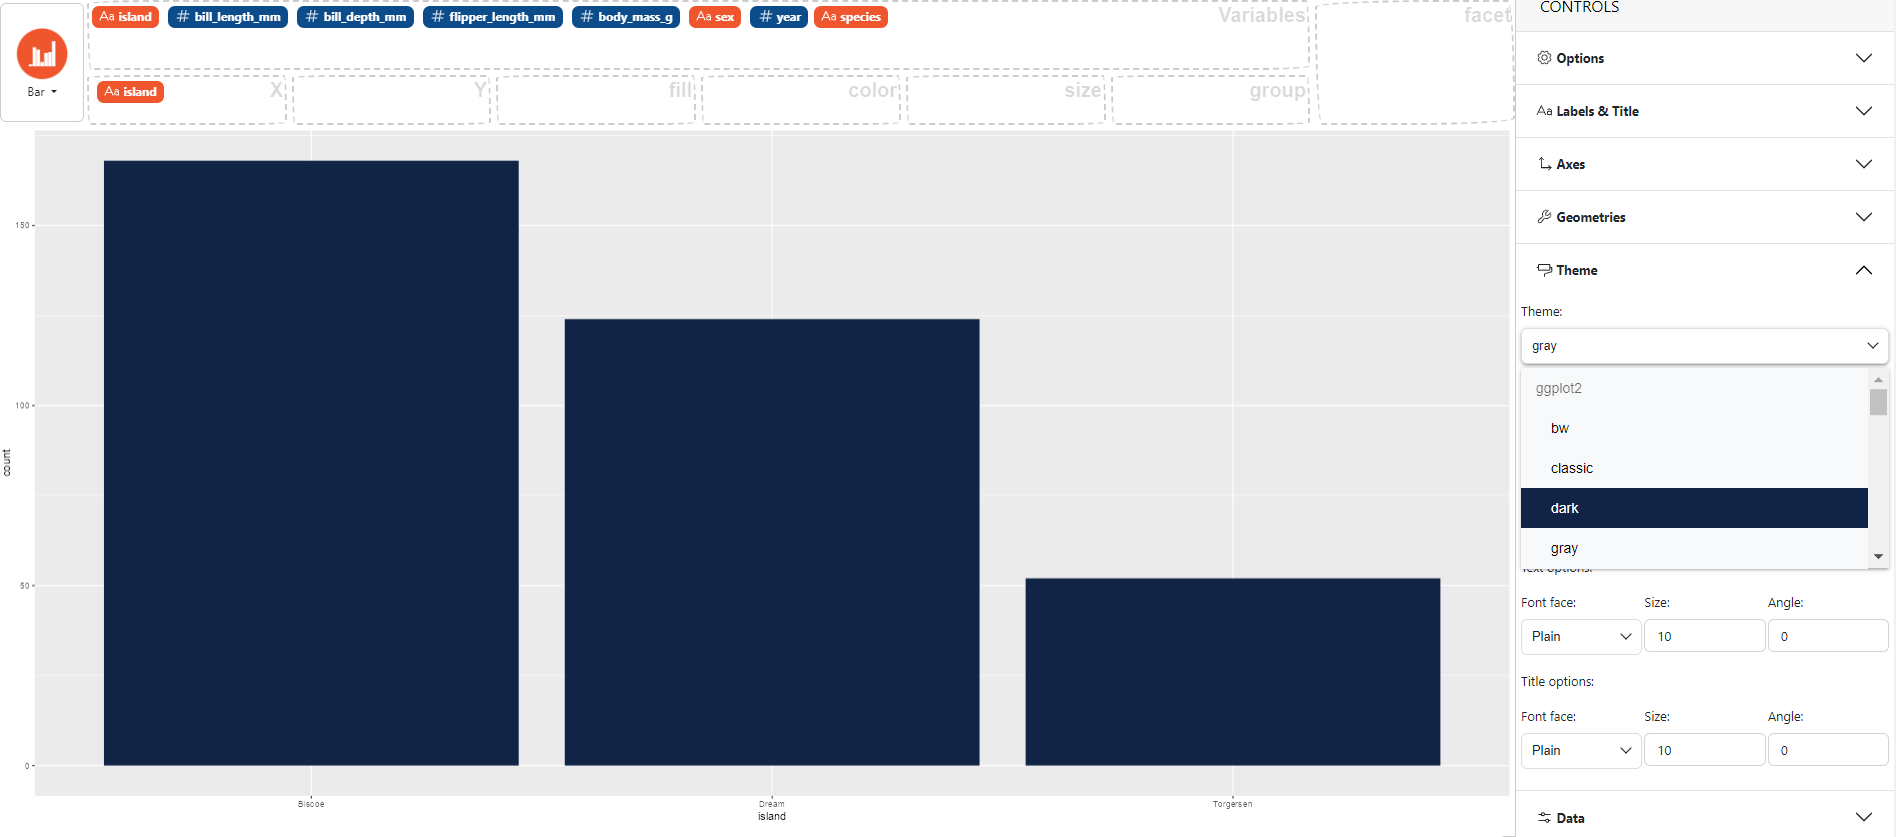 CONTROLS
Aa island # bill_length_mm # bill_depth_mm # flipper_length_mm # body_mass_g Aa sex # year Aa species Variables facet
Bar
Aa island X Y fill color size group
150
100
50
0
count
Biscoe Dream Torgersen
island
Options
Aa Labels & Title
Axes
Geometries
Theme
Theme:
gray
ggplot2
bw
classic
dark
gray
Text options:
Font face: Size: Angle:
Plain 10 0
Title options:
Font face: Size: Angle:
Plain 10 0
Data